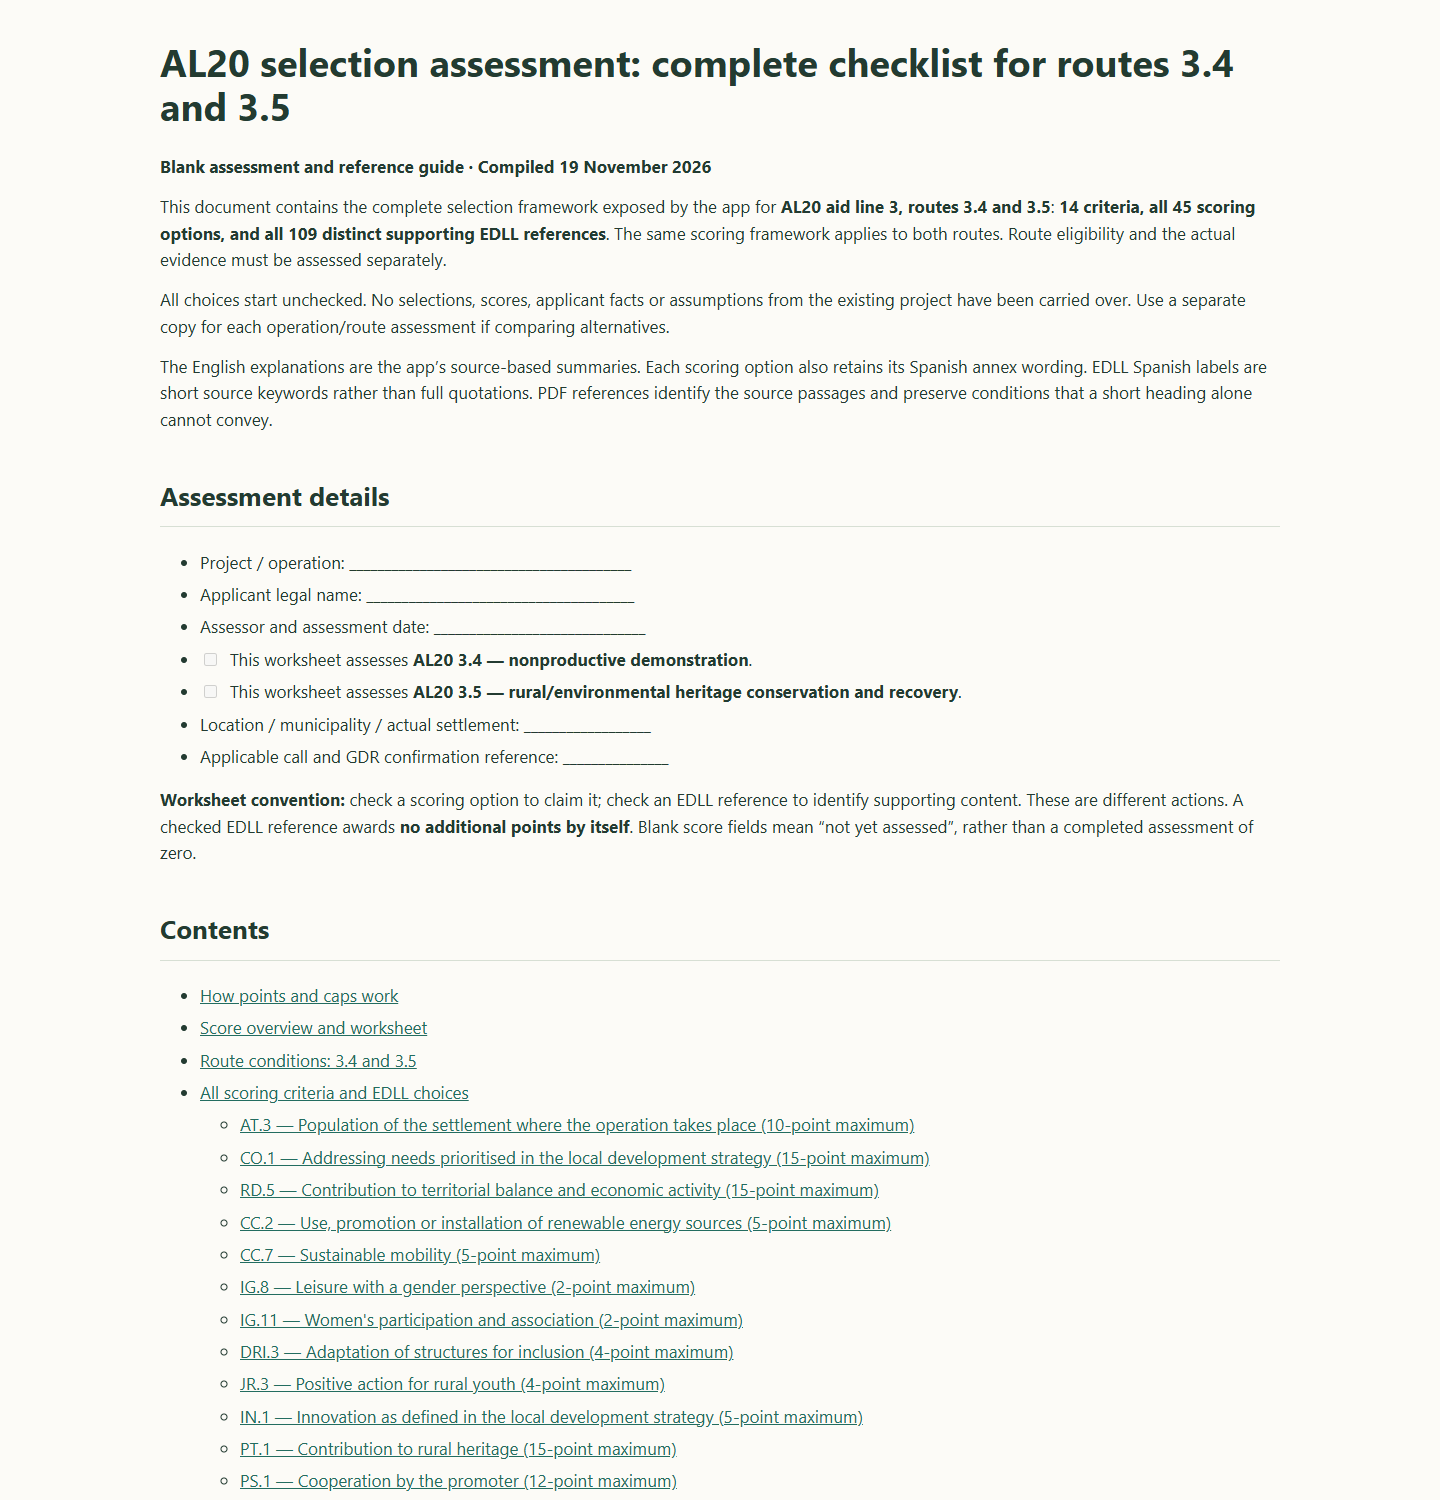 AL20 selection assessment: complete checklist for routes 3.4
and 3.5
Blank assessment and reference guide · Compiled 19 November 2026
This document contains the complete selection framework exposed by the app for AL20 aid line 3, routes 3.4 and 3.5: 14 criteria, all 45 scoring
options, and all 109 distinct supporting EDLL references. The same scoring framework applies to both routes. Route eligibility and the actual
evidence must be assessed separately.
All choices start unchecked. No selections, scores, applicant facts or assumptions from the existing project have been carried over. Use a separate
copy for each operation/route assessment if comparing alternatives.
The English explanations are the app’s source-based summaries. Each scoring option also retains its Spanish annex wording. EDLL Spanish labels are
short source keywords rather than full quotations. PDF references identify the source passages and preserve conditions that a short heading alone
cannot convey.
Assessment details
Project / operation: ________________________________________
Applicant legal name: ______________________________________
Assessor and assessment date: ______________________________
This worksheet assesses AL20 3.4 — nonproductive demonstration.
This worksheet assesses AL20 3.5 — rural/environmental heritage conservation and recovery.
Location / municipality / actual settlement: __________________
Applicable call and GDR confirmation reference: _______________
Worksheet convention: check a scoring option to claim it; check an EDLL reference to identify supporting content. These are different actions. A
checked EDLL reference awards no additional points by itself. Blank score fields mean “not yet assessed”, rather than a completed assessment of
zero.
Contents
How points and caps work
Score overview and worksheet
Route conditions: 3.4 and 3.5
All scoring criteria and EDLL choices
AT.3 — Population of the settlement where the operation takes place (10-point maximum)
CO.1 — Addressing needs prioritised in the local development strategy (15-point maximum)
RD.5 — Contribution to territorial balance and economic activity (15-point maximum)
CC.2 — Use, promotion or installation of renewable energy sources (5-point maximum)
CC.7 — Sustainable mobility (5-point maximum)
IG.8 — Leisure with a gender perspective (2-point maximum)
IG.11 — Women's participation and association (2-point maximum)
DRI.3 — Adaptation of structures for inclusion (4-point maximum)
JR.3 — Positive action for rural youth (4-point maximum)
IN.1 — Innovation as defined in the local development strategy (5-point maximum)
PT.1 — Contribution to rural heritage (15-point maximum)
PS.1 — Cooperation by the promoter (12-point maximum)